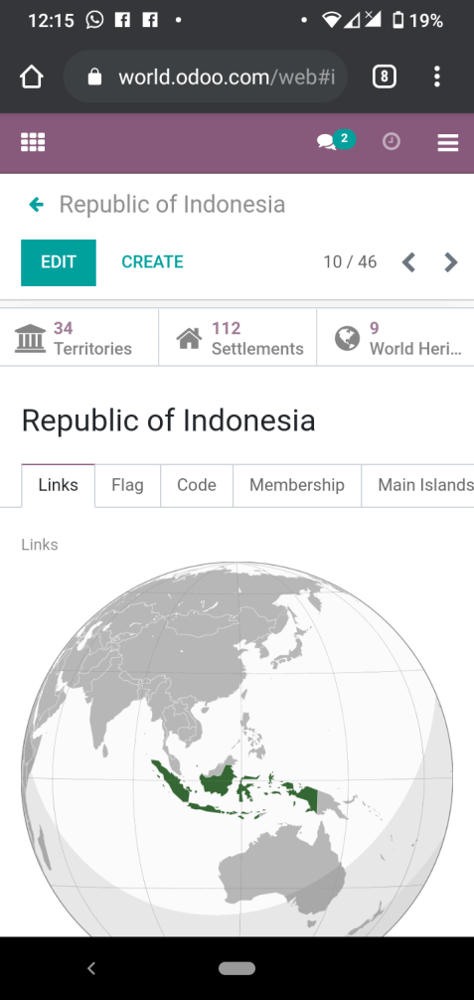 12:15
19%
world.odoo.com/web#i
8
2
Republic of Indonesia
EDIT
CREATE
10 / 46
34
Territories
112
Settlements
9
World Heri...
Republic of Indonesia
Links
Flag
Code
Membership
Main Islands
Links